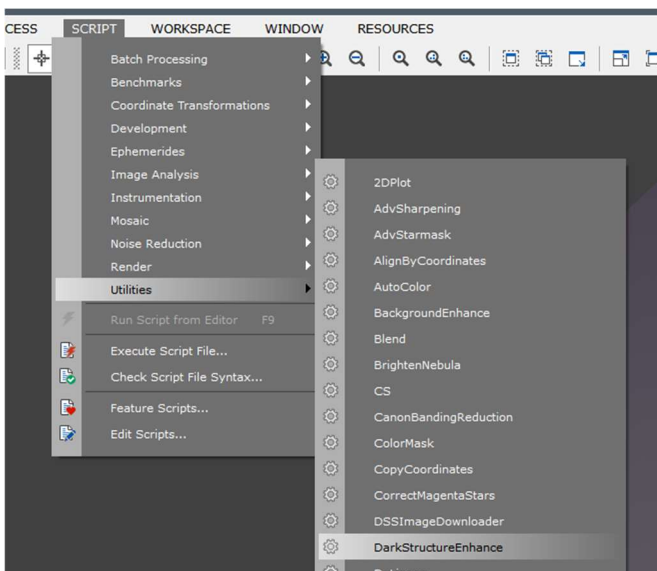 CESS SCRIPT WORKSPACE WINDOW RESOURCES
Batch Processing
Benchmarks
Coordinate Transformations
Development
Ephemerides
Image Analysis
Instrumentation
Mosaic
Noise Reduction
Render
Utilities
Run Script from Editor F9
Execute Script File...
Check Script File Syntax...
Feature Scripts...
Edit Scripts...
2DPlot
AdvSharpening
AdvStarmask
AlignByCoordinates
AutoColor
BackgroundEnhance
Blend
BrightenNebula
CS
CanonBandingReduction
ColorMask
CopyCoordinates
CorrectMagentaStars
DSSImageDownloader
DarkStructureEnhance